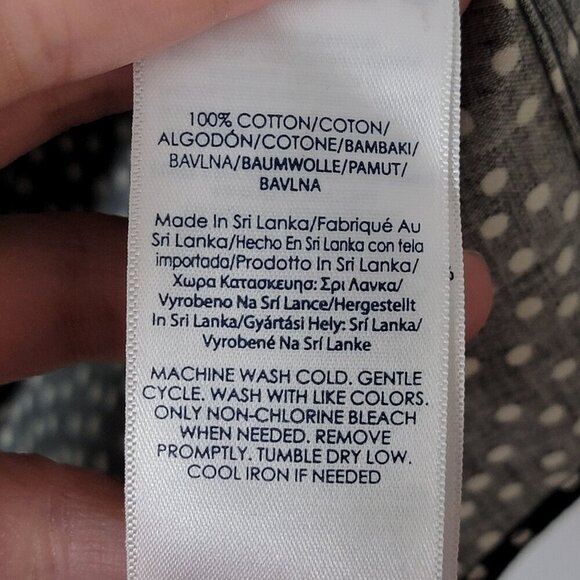 100% COTTON/COTON/
ALGODÓN/COTONE/BAMBAKI/
BAVLNA/BAUMWOLLE/PAMUT/
BAVLNA
Made In Sri Lanka/Fabriqué Au
Sri Lanka/Hecho En Sri Lanka con tela
importada/Prodotto In Sri Lanka/
Χωρα Κατασκευησ: Σρι Λανκα/
Vyrobeno Na Srí Lance/Hergestellt
In Sri Lanka/Gyártási Hely: Srí Lanka/
Vyrobené Na Srí Lanke
MACHINE WASH COLD. GENTLE
CYCLE. WASH WITH LIKE COLORS.
ONLY NON-CHLORINE BLEACH
WHEN NEEDED. REMOVE
PROMPTLY. TUMBLE DRY LOW.
COOL IRON IF NEEDED